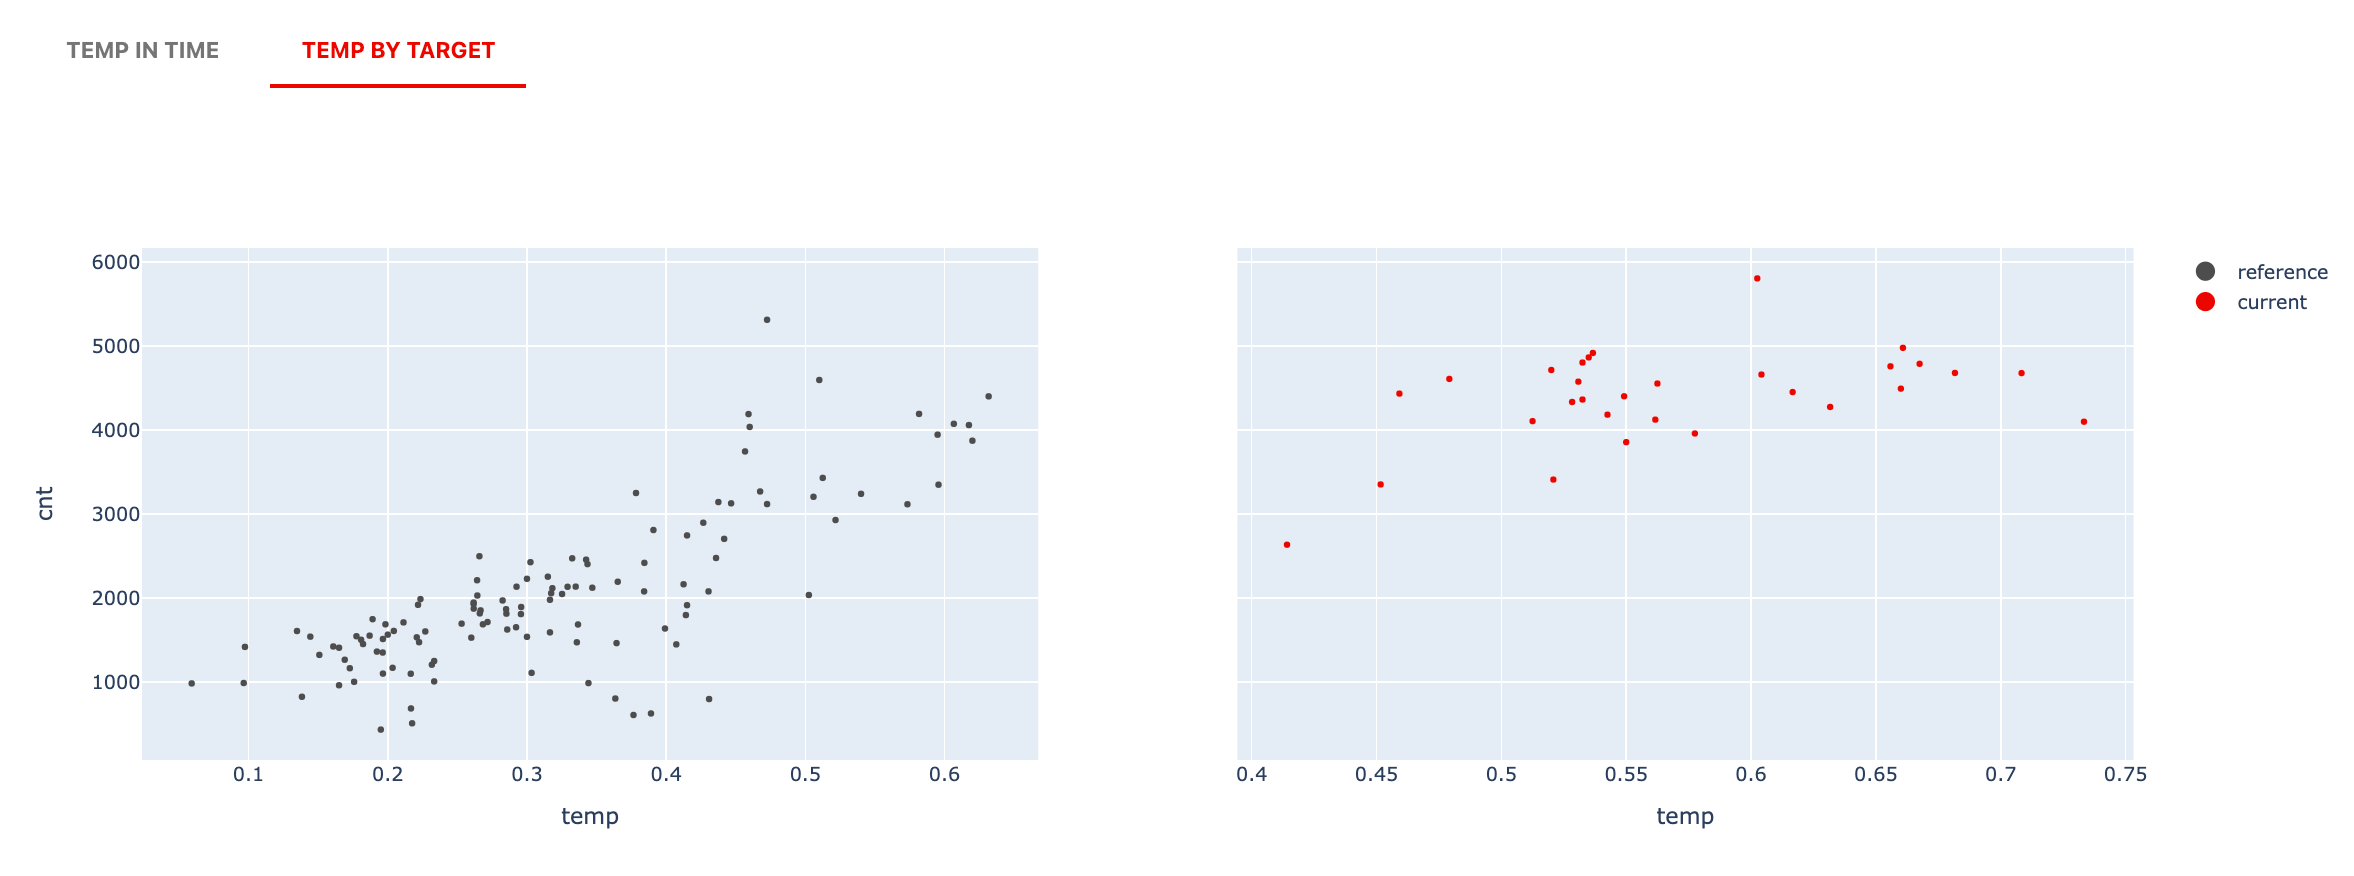 TEMP IN TIME TEMP BY TARGET
6000
5000
4000
3000
2000
1000
cnt
0.1 0.2 0.3 0.4 0.5 0.6
temp
0.4 0.45 0.5 0.55 0.6 0.65 0.7 0.75
temp
reference
current